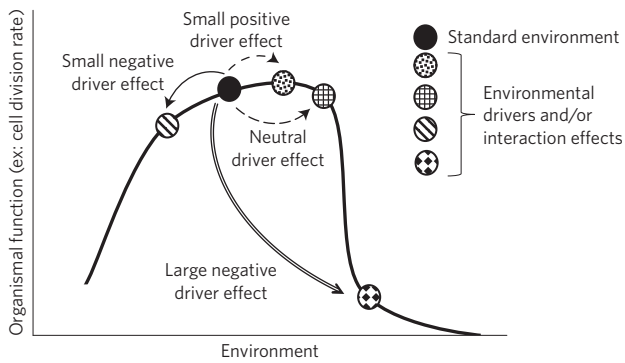 Small positive
driver effect
Small negative
driver effect
Neutral
driver effect
Large negative
driver effect
Standard environment
Environmental
drivers and/or
interaction effects
Organismal function (ex: cell division rate)
Environment